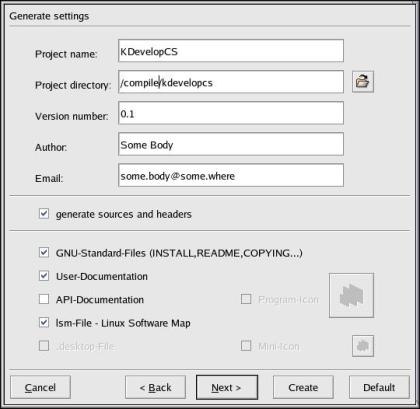 Generate settings
Project name: KDevelopCS
Project directory: /compile/kdevelopcs
Version number: 0.1
Author: Some Body
Email: some.body@some.where
generate sources and headers
GNU-Standard-Files (INSTALL,README,COPYING...)
User-Documentation
API-Documentation Program-Icon
lsm-File - Linux Software Map
.desktop-File Mini-Icon
Cancel < Back Next > Create Default